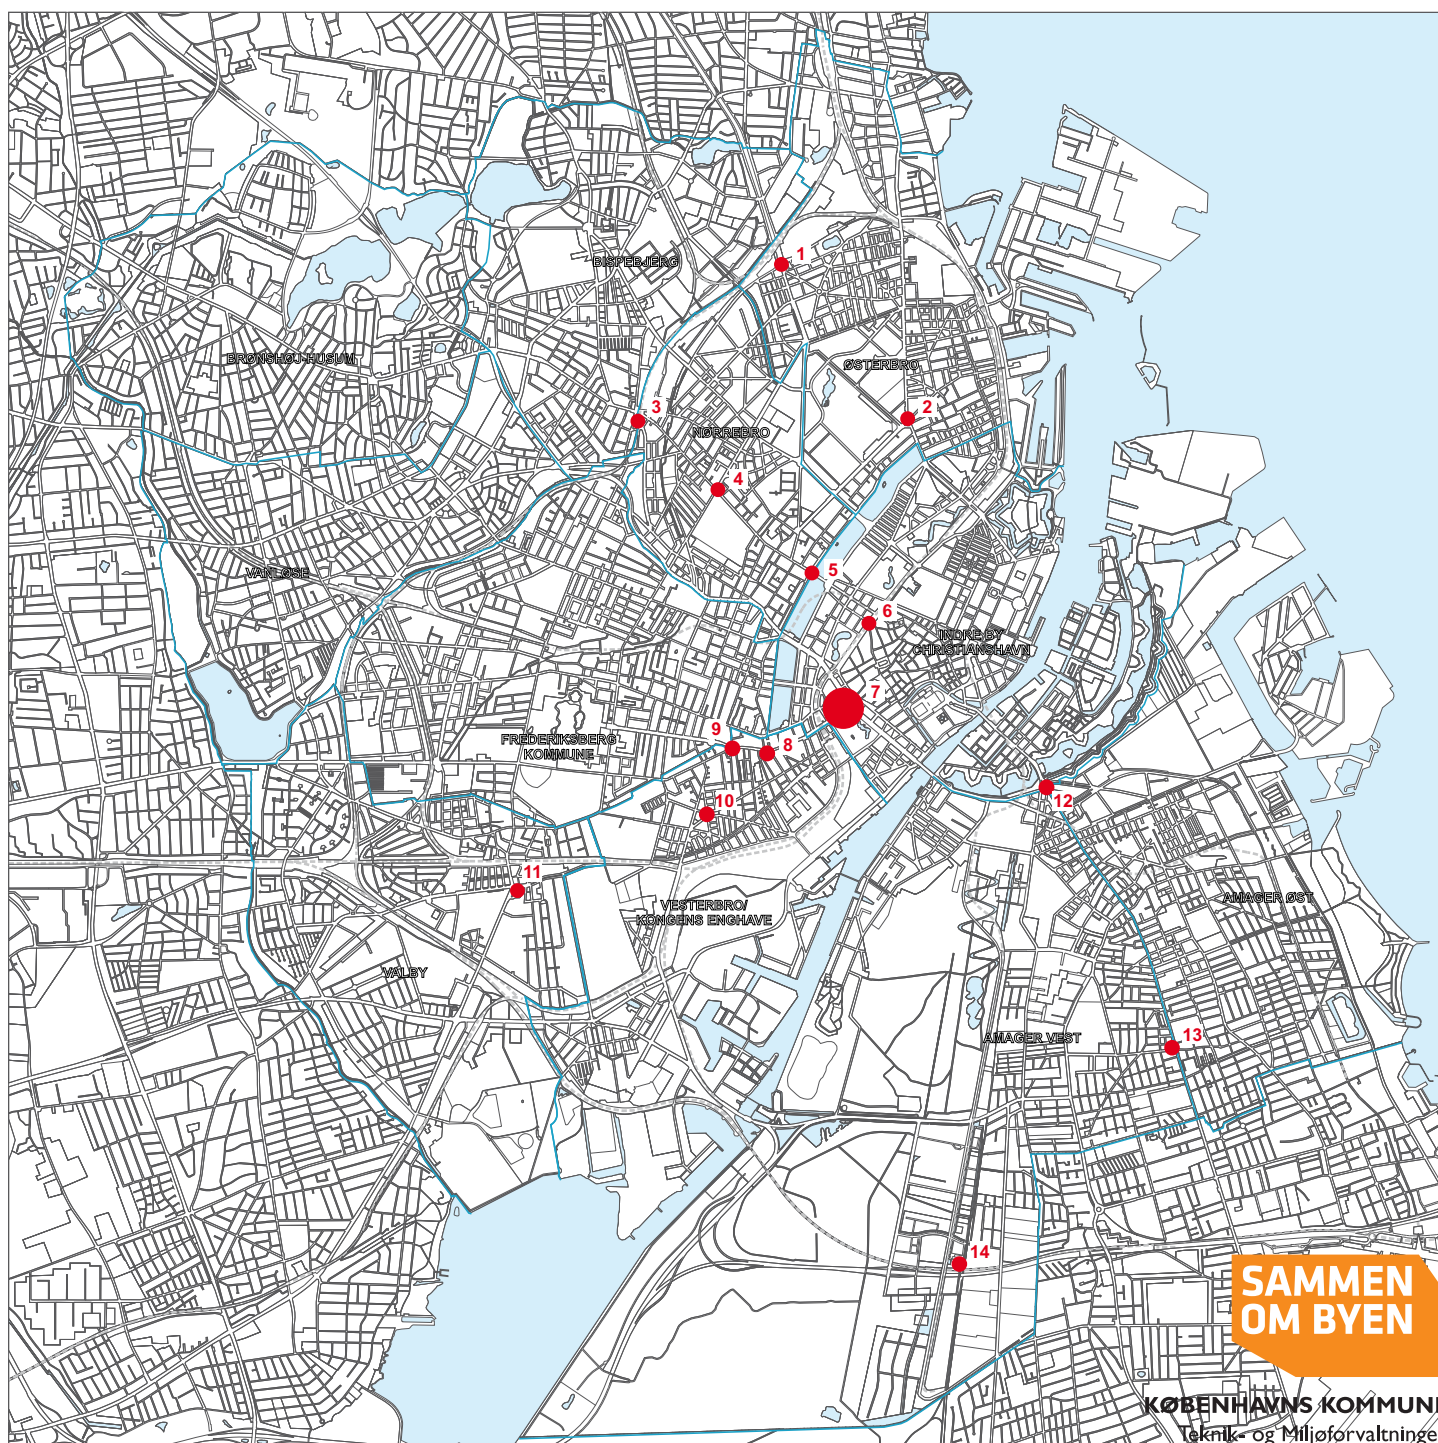 1
BISPEBJERG
BRØNSHØJ-HUSUM
ØSTERBRO
3
2
NØRREBRO
4
VANLØSE
5
6
INDRE BY
CHRISTIANSHAVN
7
9
8
FREDERIKSBERG
KOMMUNE
10
12
11
VESTERBRO/
KONGENS ENGHAVE
AMAGER ØST
VALBY
AMAGER VEST
13
14
SAMMEN
OM BYEN
KØBENHAVNS KOMMUN
Teknik- og Miljøforvaltninge